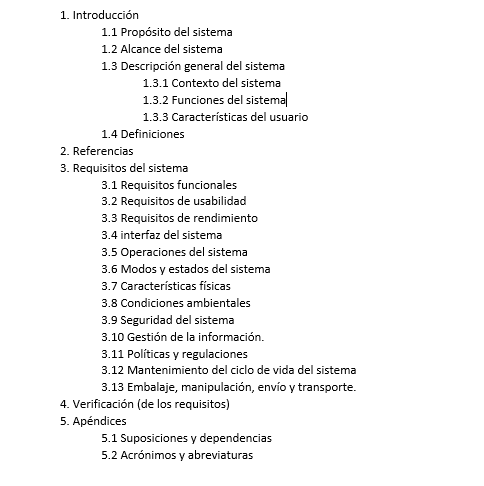 1. Introducción
1.1 Propósito del sistema
1.2 Alcance del sistema
1.3 Descripción general del sistema
1.3.1 Contexto del sistema
1.3.2 Funciones del sistema
1.3.3 Características del usuario
1.4 Definiciones
2. Referencias
3. Requisitos del sistema
3.1 Requisitos funcionales
3.2 Requisitos de usabilidad
3.3 Requisitos de rendimiento
3.4 interfaz del sistema
3.5 Operaciones del sistema
3.6 Modos y estados del sistema
3.7 Características físicas
3.8 Condiciones ambientales
3.9 Seguridad del sistema
3.10 Gestión de la información.
3.11 Políticas y regulaciones
3.12 Mantenimiento del ciclo de vida del sistema
3.13 Embalaje, manipulación, envío y transporte.
4. Verificación (de los requisitos)
5. Apéndices
5.1 Suposiciones y dependencias
5.2 Acrónimos y abreviaturas